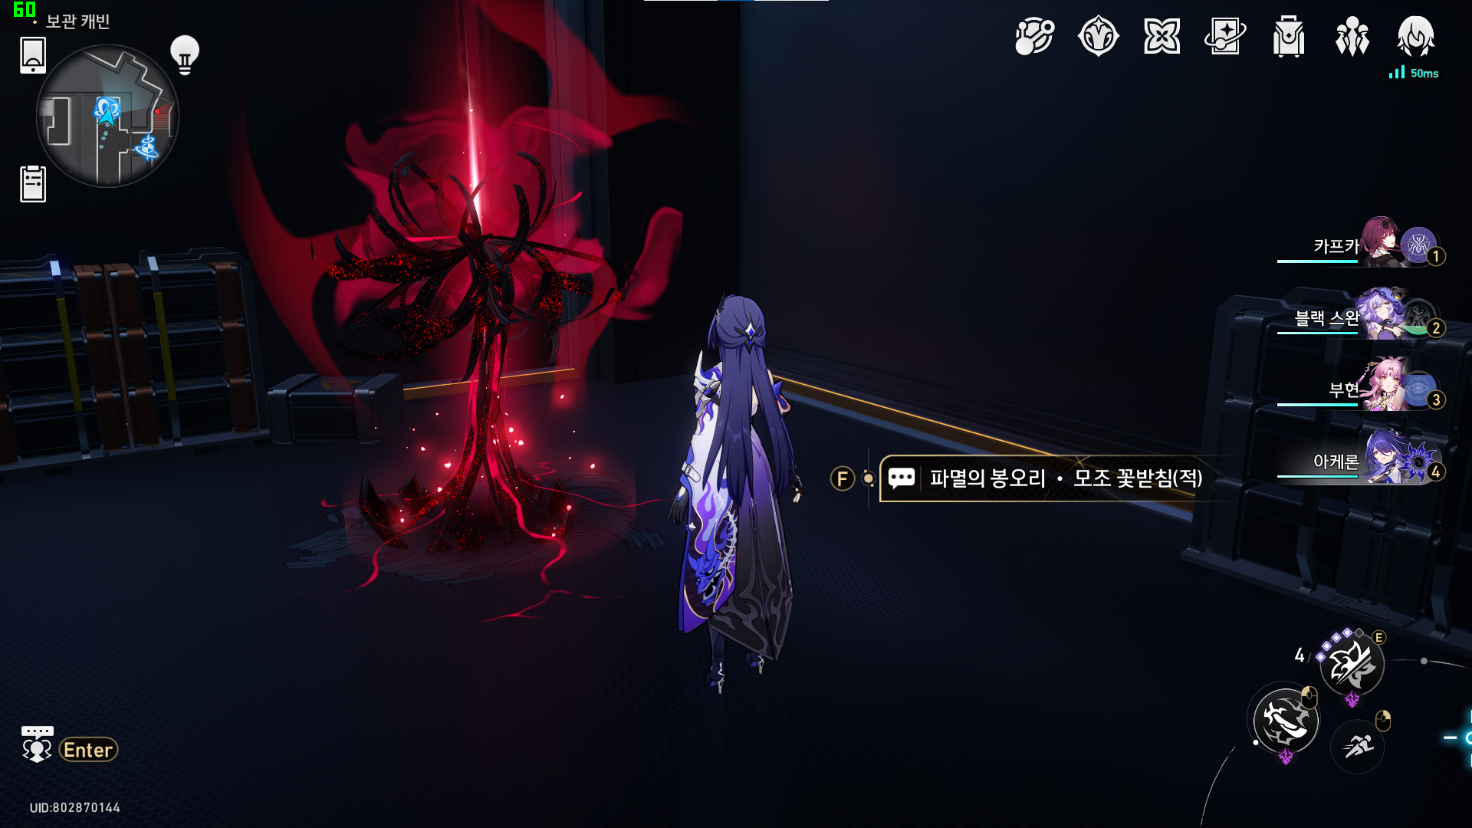 60
보관 캐빈
50ms
카프카
1
블랙 스완
2
부현
3
아케론
4
F
파멸의 봉오리 • 모조 꽃받침(적)
E
4/
Enter
UID:802870144